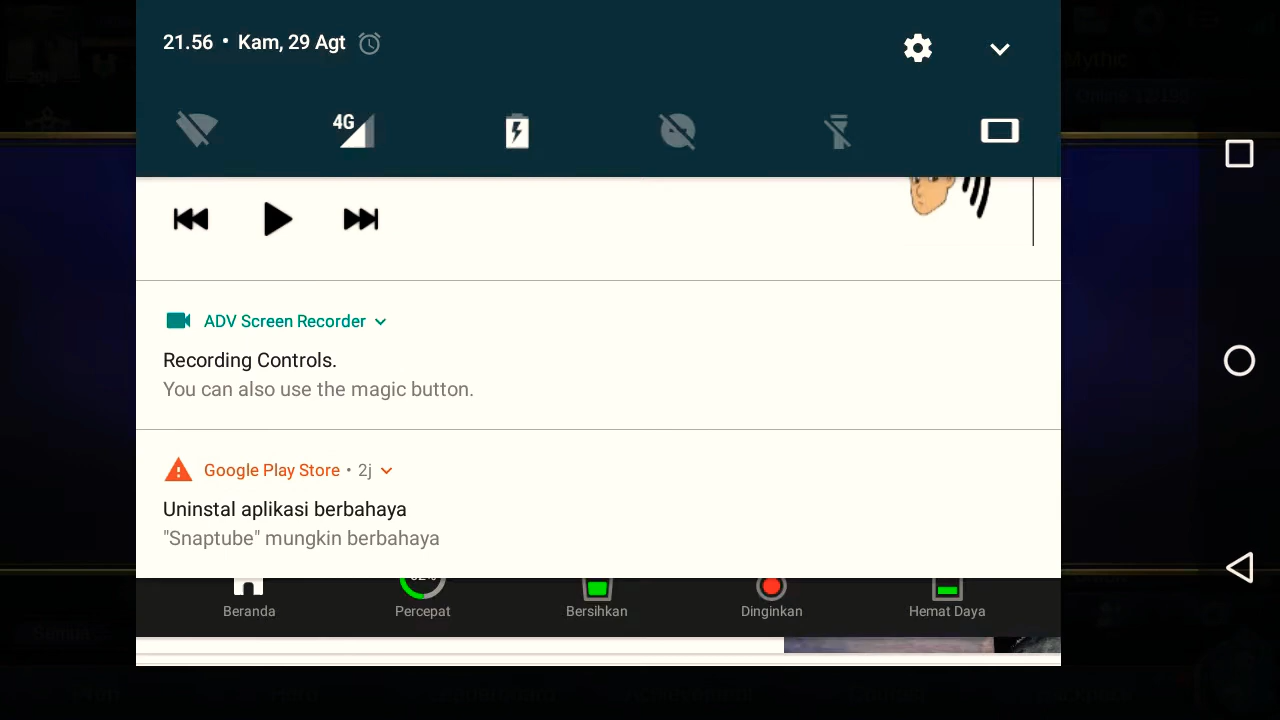 21.56 • Kam, 29 Agt
4G
ADV Screen Recorder
Recording Controls.
You can also use the magic button.
Google Play Store • 2j
Uninstal aplikasi berbahaya
"Snaptube" mungkin berbahaya
Beranda Percepat Bersihkan Dinginkan Hemat Daya
Mythic
Semua